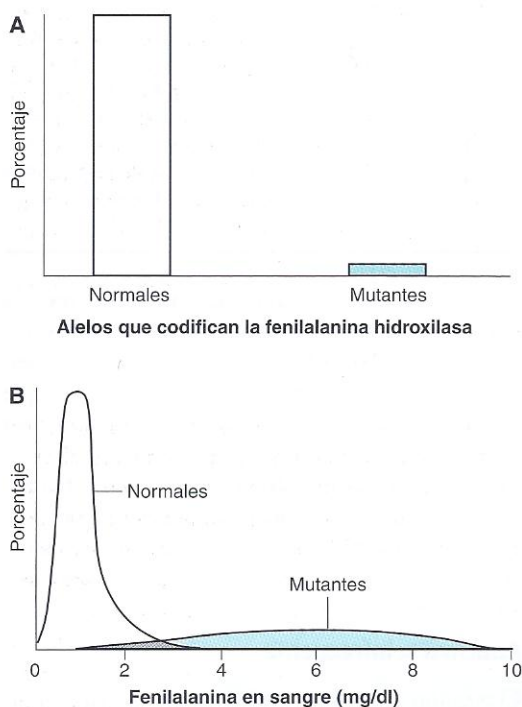 A
Porcentaje
Normales
Mutantes
Alelos que codifican la fenilalanina hidroxilasa
B
Porcentaje
Normales
Mutantes
0 2 4 6 8 10
Fenilalanina en sangre (mg/dl)